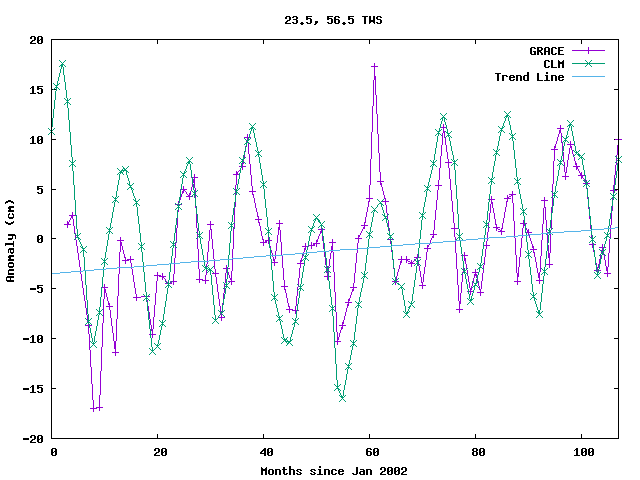 23.5, 56.5 TWS
GRACE
CLM
Trend Line
20
15
10
5
0
-5
-10
-15
-20
Anomaly (cm)
0 20 40 60 80 100
Months since Jan 2002